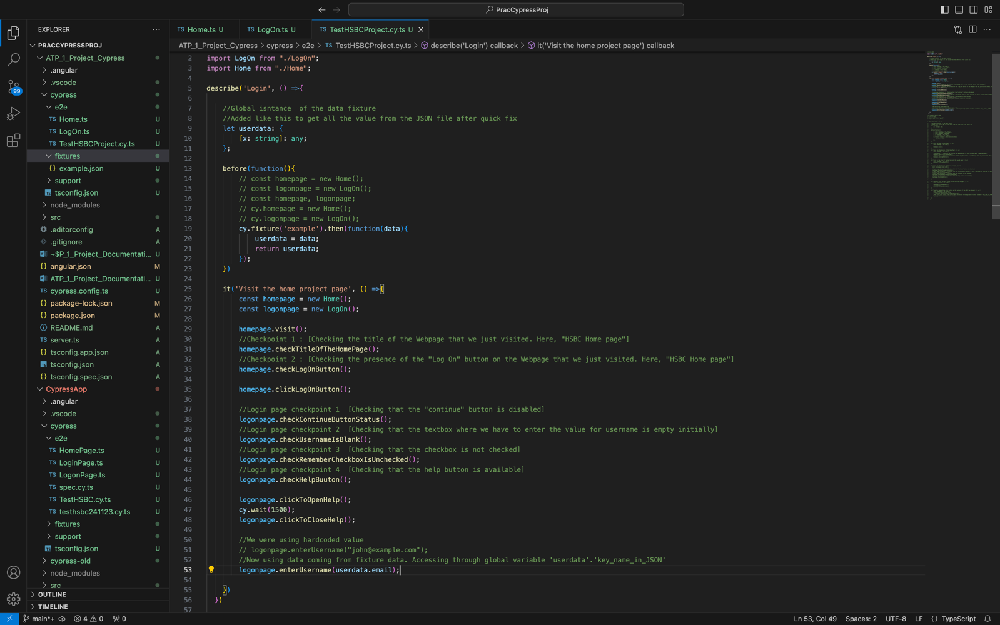 PracCypressProj
EXPLORER
PRACCYPRESSPROJ
ATP_1_Project_Cypress
.angular
.vscode
cypress
e2e
TS Home.ts U
TS LogOn.ts U
TS TestHSBCProject.cy.ts U
fixtures
{} example.json U
support
TS tsconfig.json U
node_modules
src
.editorconfig A
.gitignore A
~$P_1_Project_Documentati... U
{} angular.json M
ATP_1_Project_Documentati... U
TS cypress.config.ts U
{} package-lock.json M
{} package.json M
README.md A
TS server.ts A
{} tsconfig.app.json A
TS tsconfig.json A
{} tsconfig.spec.json A
CypressApp
.angular
.vscode
cypress
e2e
TS HomePage.ts U
TS LoginPage.ts U
TS LogonPage.ts U
TS spec.cy.ts U
TS TestHSBC.cy.ts U
TS testhsbc241123.cy.ts U
fixtures
support
TS tsconfig.json U
cypress-old
node_modules
src
OUTLINE
TIMELINE
99
TS Home.ts U TS LogOn.ts U TS TestHSBCProject.cy.ts U
ATP_1_Project_Cypress > cypress > e2e > TS TestHSBCProject.cy.ts > describe('Login') callback > it('Visit the home project page') callback
2 import LogOn from "./LogOn";
3 import Home from "./Home";
4
5 describe('Login', () =>{
6
7 //Global isntance  of the data fixture
8 //Added like this to get all the value from the JSON file after quick fix
9 let userdata: {
10 [x: string]: any;
11 };
12
13 before(function(){
14 // const homepage = new Home();
15 // const logonpage = new LogOn();
16 // const homepage, logonpage;
17 // cy.homepage = new Home();
18 // cy.logonpage = new LogOn();
19 cy.fixture('example').then(function(data){
20 userdata = data;
21 return userdata;
22 });
23 })
24
25 it('Visit the home project page', () =>{
26 const homepage = new Home();
27 const logonpage = new LogOn();
28
29 homepage.visit();
30 //Checkpoint 1 : [Checking the title of the Webpage that we just visited. Here, "HSBC Home page"]
31 homepage.checkTitleOfTheHomePage();
32 //Checkpoint 2 : [Checking the presence of the "Log On" button on the Webpage that we just visited. Here, "HSBC Home page"]
33 homepage.checkLogOnButton();
34
35 homepage.clickLogOnButton();
36
37 //Login page checkpoint 1  [Checking that the "continue" button is disabled]
38 logonpage.checkContinueButtonStatus();
39 //Login page checkpoint 2  [Checking that the textbox where we have to enter the value for username is empty initially]
40 logonpage.checkUsernameIsBlank();
41 //Login page checkpoint 3  [Checking that the checkbox is not checked]
42 logonpage.checkRememberCheckboxIsUnchecked();
43 //Login page checkpoint 4  [Checking that the help button is available]
44 logonpage.checkHelpBuuton();
45
46 logonpage.clickToOpenHelp();
47 cy.wait(1500);
48 logonpage.clickToCloseHelp();
49
50 //We were using hardcoded value
51 // logonpage.enterUsername("john@example.com");
52 //Now using data coming from fixture data. Accessing through global variable 'userdata'.'key_name_in_JSON'
53 logonpage.enterUsername(userdata.email);
54
55 })
56 })
57
main*+ 4 0 0 Ln 53, Col 49 Spaces: 2 UTF-8 LF {} TypeScript